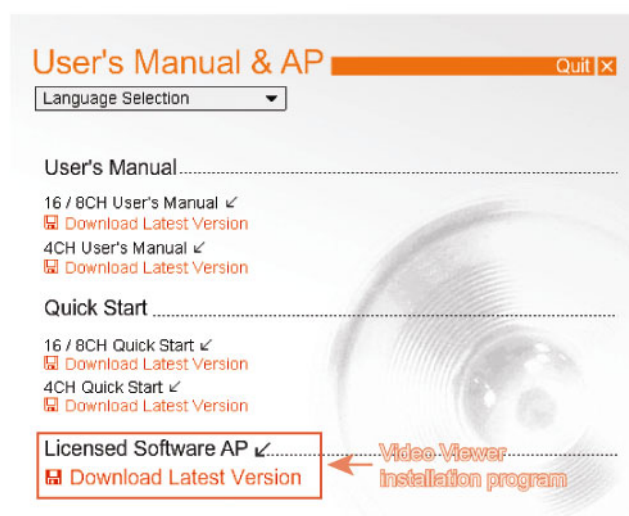 User's Manual & AP
Quit
Language Selection
User's Manual
16 / 8CH User's Manual
Download Latest Version
4CH User's Manual
Download Latest Version
Quick Start
16 / 8CH Quick Start
Download Latest Version
4CH Quick Start
Download Latest Version
Licensed Software AP
Download Latest Version
Video Viewer
installation program